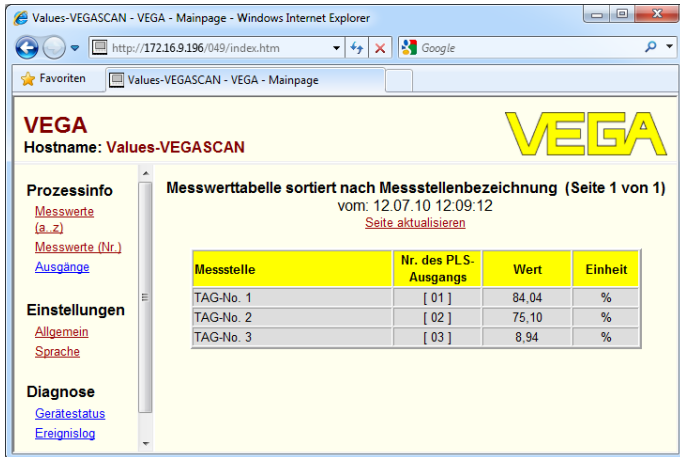 Values-VEGASCAN - VEGA - Mainpage - Windows Internet Explorer
http://172.16.9.196/049/index.htm
Google
Favoriten
Values-VEGASCAN - VEGA - Mainpage
VEGA
Hostname: Values-VEGASCAN
VEGA
Prozessinfo
Messwerte
(a..z)
Messwerte (Nr.)
Ausgänge
Einstellungen
Allgemein
Sprache
Diagnose
Gerätestatus
Ereignislog
Messwerttabelle sortiert nach Messstellenbezeichnung (Seite 1 von 1)
vom: 12.07.10 12:09:12
Seite aktualisieren
Messstelle Nr. des PLS-Ausgangs Wert Einheit
TAG-No. 1 [ 01 ] 84,04 %
TAG-No. 2 [ 02 ] 75,10 %
TAG-No. 3 [ 03 ] 8,94 %